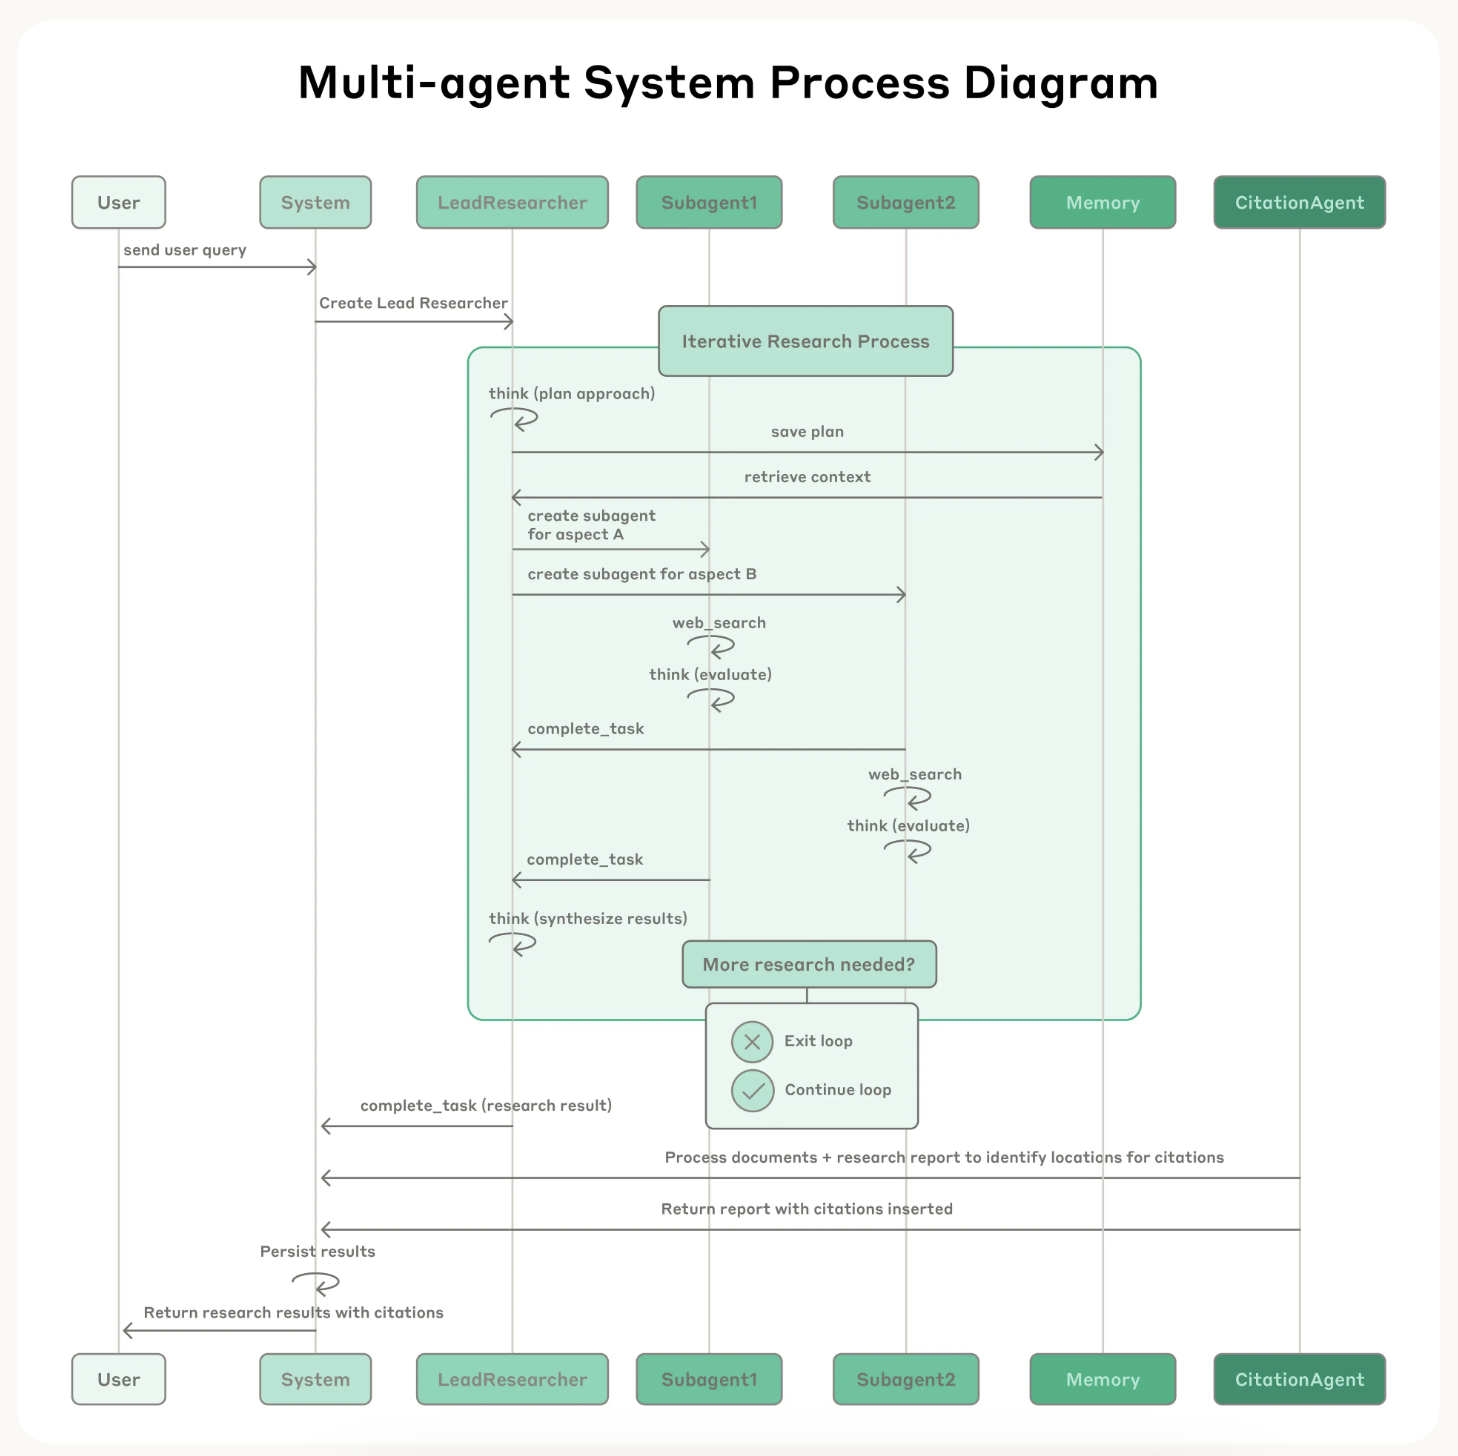 Multi-agent System Process Diagram
User
System
LeadResearcher
Subagent1
Subagent2
Memory
CitationAgent
send user query
Create Lead Researcher
Iterative Research Process
think (plan approach)
save plan
retrieve context
create subagent
for aspect A
create subagent for aspect B
web_search
think (evaluate)
complete_task
web_search
think (evaluate)
complete_task
think (synthesize results)
More research needed?
Exit loop
Continue loop
complete_task (research result)
Process documents + research report to identify locations for citations
Return report with citations inserted
Persist results
Return research results with citations
User
System
LeadResearcher
Subagent1
Subagent2
Memory
CitationAgent